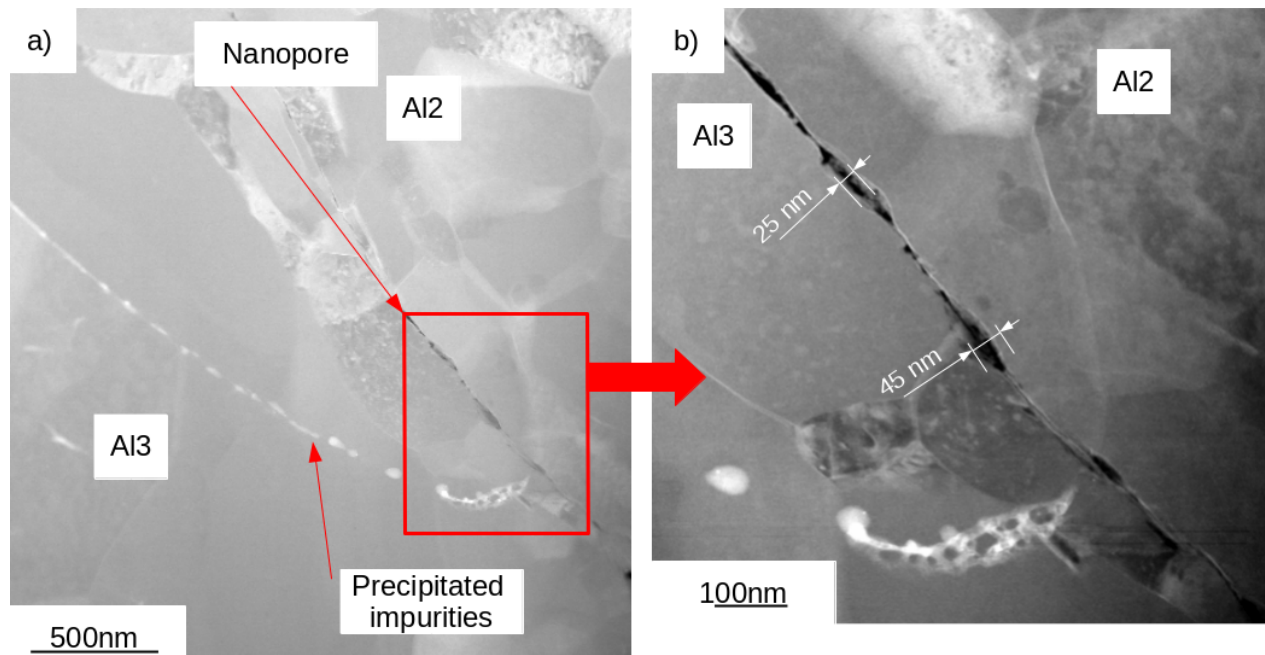 a)
Nanopore
Al2
Al3
Precipitated
impurities
500nm
b)
Al3
Al2
25 nm
45 nm
100nm